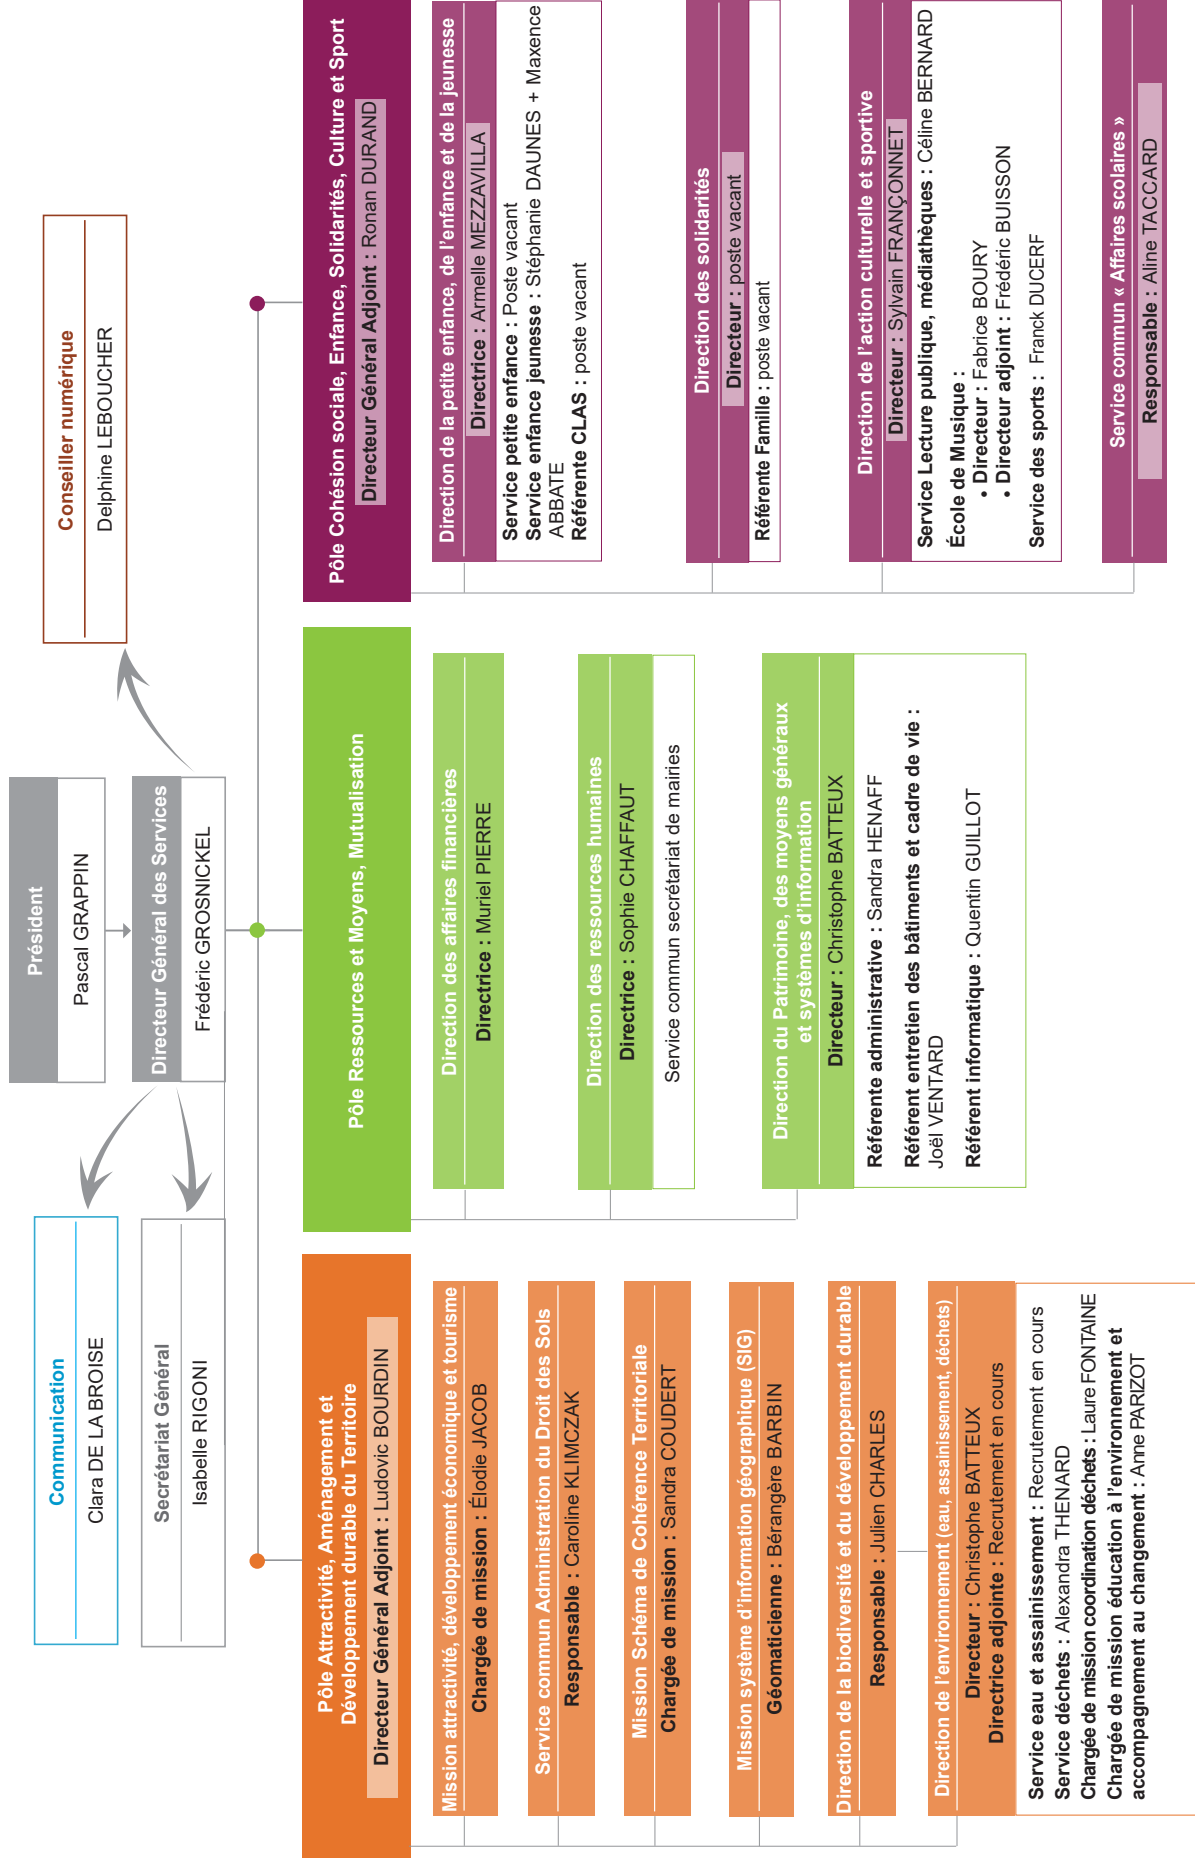 Président
Pascal GRAPPIN
Directeur Général des Services
Frédéric GROSNICKEL
Communication
Clara DE LA BROISE
Secrétariat Général
Isabelle RIGONI
Conseiller numérique
Delphine LEBOUCHER
Pôle Attractivité, Aménagement et
Développement durable du Territoire
Directeur Général Adjoint : Ludovic BOURDIN
Mission attractivité, développement économique et tourisme
Chargée de mission : Élodie JACOB
Service commun Administration du Droit des Sols
Responsable : Caroline KLIMCZAK
Mission Schéma de Cohérence Territoriale
Chargée de mission : Sandra COUDERT
Mission système d'information géographique (SIG)
Géomaticienne : Bérangère BARBIN
Direction de la biodiversité et du développement durable
Responsable : Julien CHARLES
Direction de l'environnement (eau, assainissement, déchets)
Directeur : Christophe BATTEUX
Directrice adjointe : Recrutement en cours
Service eau et assainissement : Recrutement en cours
Service déchets : Alexandra THENARD
Chargée de mission coordination déchets : Laure FONTAINE
Chargée de mission éducation à l'environnement et
accompagnement au changement : Anne PARIZOT
Pôle Ressources et Moyens, Mutualisation
Direction des affaires financières
Directrice : Muriel PIERRE
Direction des ressources humaines
Directrice : Sophie CHAFFAUT
Service commun secrétariat de mairies
Direction du Patrimoine, des moyens généraux
et systèmes d'information
Directeur : Christophe BATTEUX
Référente administrative : Sandra HENAFF
Référent entretien des bâtiments et cadre de vie :
Joël VENTARD
Référent informatique : Quentin GUILLOT
Pôle Cohésion sociale, Enfance, Solidarités, Culture et Sport
Directeur Général Adjoint : Ronan DURAND
Direction de la petite enfance, de l'enfance et de la jeunesse
Directrice : Armelle MEZZAVILLA
Service petite enfance : Poste vacant
Service enfance jeunesse : Stéphanie DAUNES + Maxence
ABBATE
Référente CLAS : poste vacant
Direction des solidarités
Directeur : poste vacant
Référente Famille : poste vacant
Direction de l'action culturelle et sportive
Directeur : Sylvain FRANÇONNET
Service Lecture publique, médiathèques : Céline BERNARD
École de Musique :
• Directeur : Fabrice BOURY
• Directeur adjoint : Frédéric BUISSON
Service des sports : Franck DUCERF
Service commun « Affaires scolaires »
Responsable : Aline TACCARD